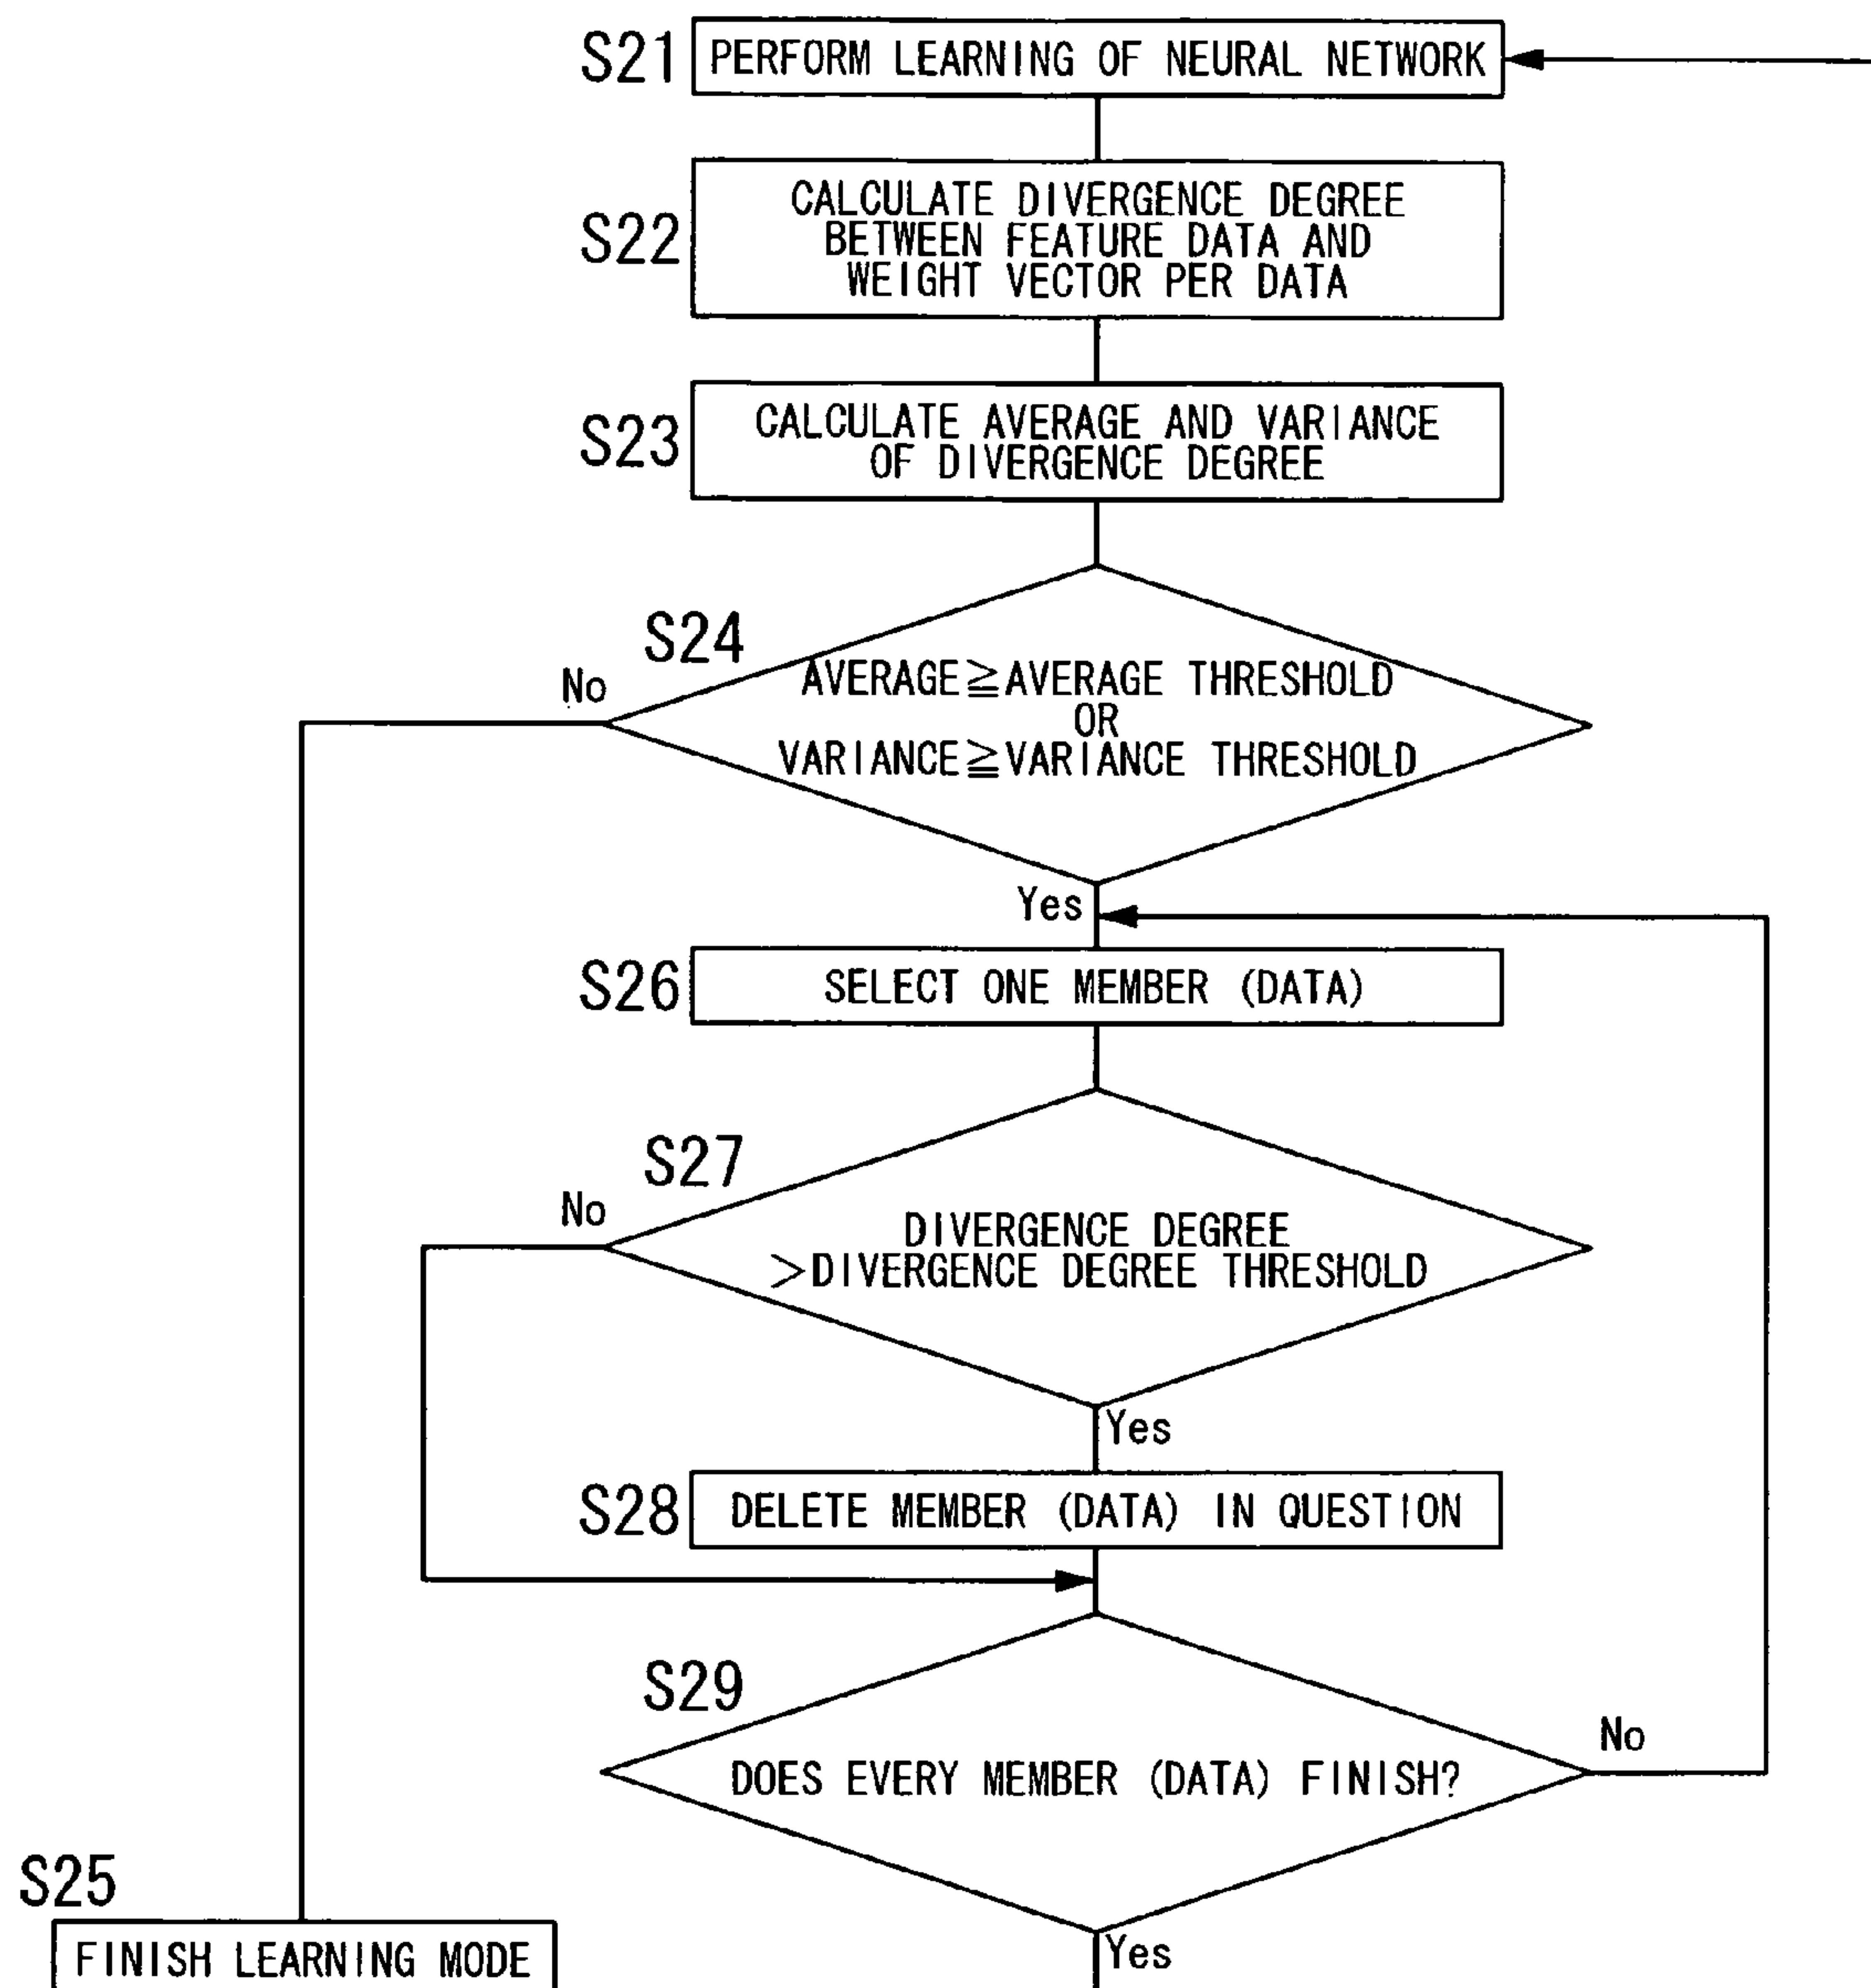 S21
PERFORM LEARNING OF NEURAL NETWORK
S22
CALCULATE DIVERGENCE DEGREE
BETWEEN FEATURE DATA AND
WEIGHT VECTOR PER DATA
S23
CALCULATE AVERAGE AND VARIANCE
OF DIVERGENCE DEGREE
S24
No
AVERAGE≧AVERAGE THRESHOLD
OR
VARIANCE≧VARIANCE THRESHOLD
Yes
S26
SELECT ONE MEMBER (DATA)
S27
No
DIVERGENCE DEGREE
>DIVERGENCE DEGREE THRESHOLD
Yes
S28
DELETE MEMBER (DATA) IN QUESTION
S29
No
DOES EVERY MEMBER (DATA) FINISH?
S25
FINISH LEARNING MODE
Yes